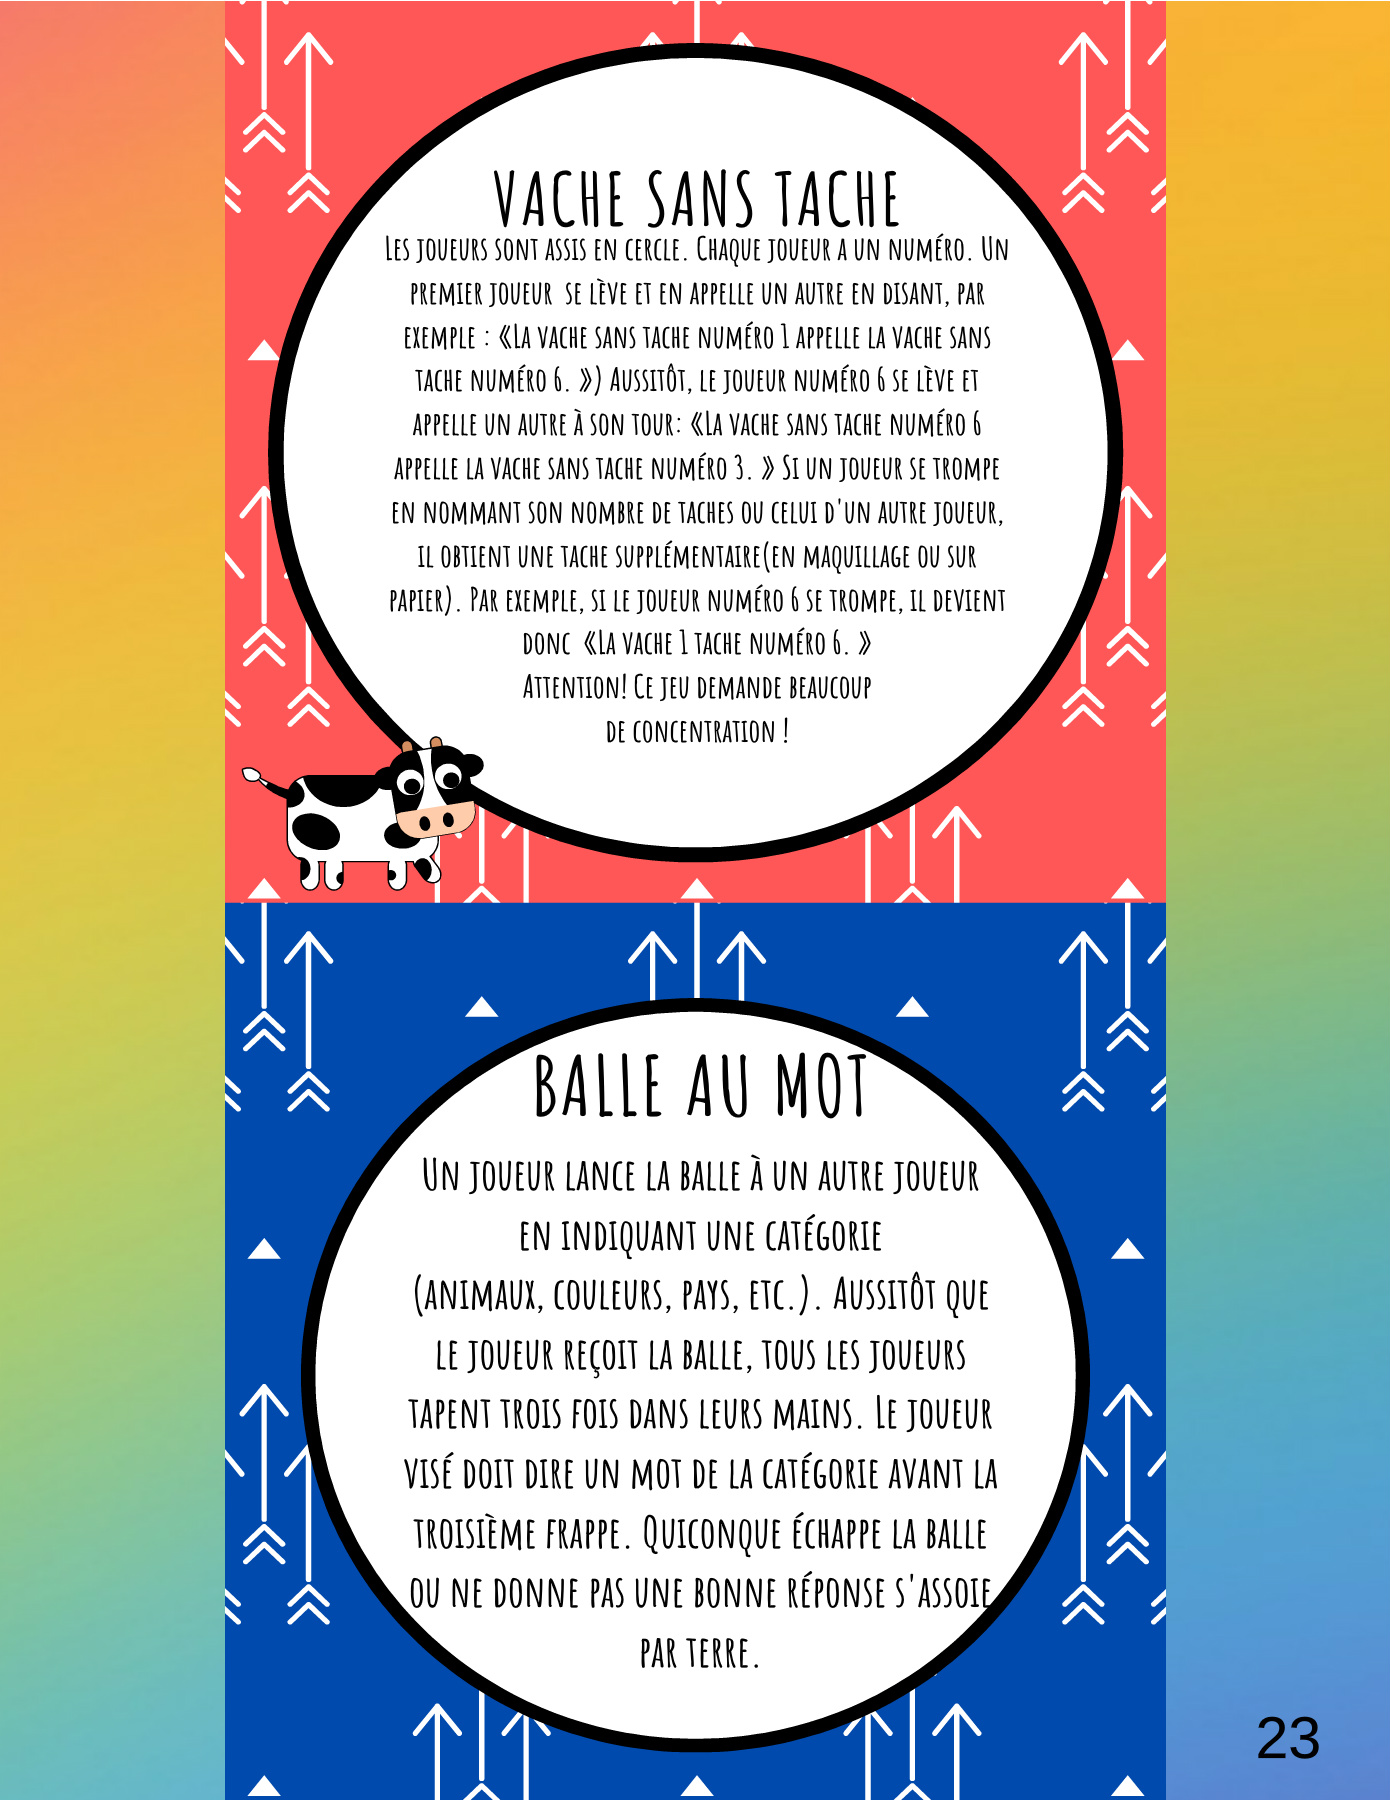 VACHE SANS TACHE
LES JOUEURS SONT ASSIS EN CERCLE. CHAQUE JOUEUR A UN NUMÉRO. UN
PREMIER JOUEUR SE LÈVE ET EN APPELLE UN AUTRE EN DISANT, PAR
EXEMPLE : «LA VACHE SANS TACHE NUMÉRO 1 APPELLE LA VACHE SANS
TACHE NUMÉRO 6. ») AUSSITÔT, LE JOUEUR NUMÉRO 6 SE LÈVE ET
APPELLE UN AUTRE À SON TOUR: «LA VACHE SANS TACHE NUMÉRO 6
APPELLE LA VACHE SANS TACHE NUMÉRO 3. » SI UN JOUEUR SE TROMPE
EN NOMMANT SON NOMBRE DE TACHES OU CELUI D'UN AUTRE JOUEUR,
IL OBTIENT UNE TACHE SUPPLÉMENTAIRE(EN MAQUILLAGE OU SUR
PAPIER). PAR EXEMPLE, SI LE JOUEUR NUMÉRO 6 SE TROMPE, IL DEVIENT
DONC «LA VACHE 1 TACHE NUMÉRO 6. »
ATTENTION! CE JEU DEMANDE BEAUCOUP
DE CONCENTRATION !
BALLE AU MOT
UN JOUEUR LANCE LA BALLE À UN AUTRE JOUEUR
EN INDIQUANT UNE CATÉGORIE
(ANIMAUX, COULEURS, PAYS, ETC.). AUSSITÔT QUE
LE JOUEUR REÇOIT LA BALLE, TOUS LES JOUEURS
TAPENT TROIS FOIS DANS LEURS MAINS. LE JOUEUR
VISÉ DOIT DIRE UN MOT DE LA CATÉGORIE AVANT LA
TROISIÈME FRAPPE. QUICONQUE ÉCHAPPE LA BALLE
OU NE DONNE PAS UNE BONNE RÉPONSE S'ASSOIE
PAR TERRE.
23